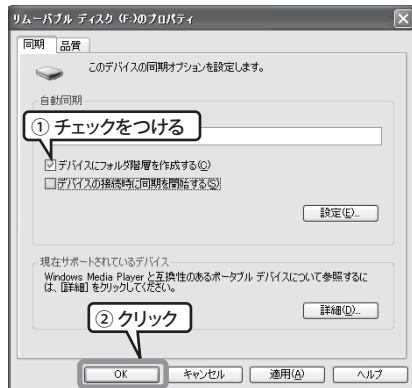 リムーバブル ディスク (F:)のプロパティ
同期 品質
このデバイスの同期オプションを設定します。
自動同期
① チェックをつける
デバイスにフォルダ階層を作成する(C)
デバイスの接続時に同期を開始する(S)
設定(E)...
現在サポートされているデバイス
Windows Media Player と互換性のあるポータブル デバイスについて参照するに
は、[詳細] をクリックしてください。
② クリック
詳細(D)...
OK キャンセル 適用(A) ヘルプ